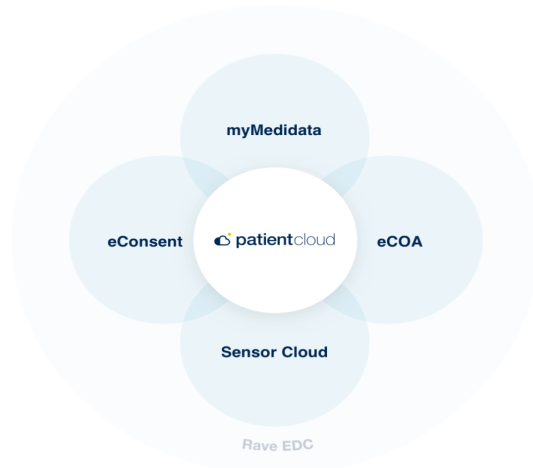 myMedidata
eConsent
patientcloud
eCOA
Sensor Cloud
Rave EDC